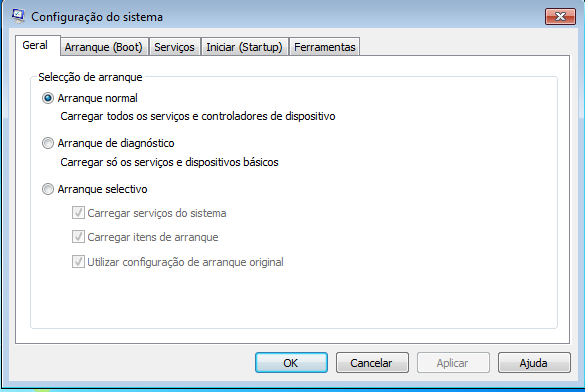 Configuração do sistema
Geral Arranque (Boot) Serviços Iniciar (Startup) Ferramentas
Selecção de arranque
Arranque normal
Carregar todos os serviços e controladores de dispositivo
Arranque de diagnóstico
Carregar só os serviços e dispositivos básicos
Arranque selectivo
Carregar serviços do sistema
Carregar itens de arranque
Utilizar configuração de arranque original
OK Cancelar Aplicar Ajuda